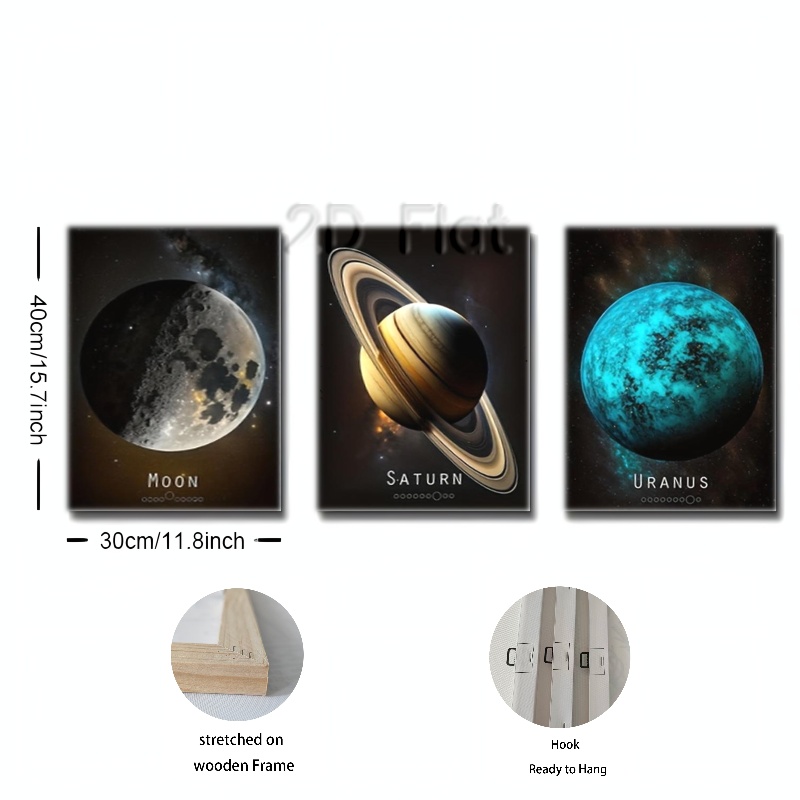 2D Flat
40cm/15.7inch
MOON
SATURN
URANUS
30cm/11.8inch
stretched on
wooden Frame
Hook
Ready to Hang